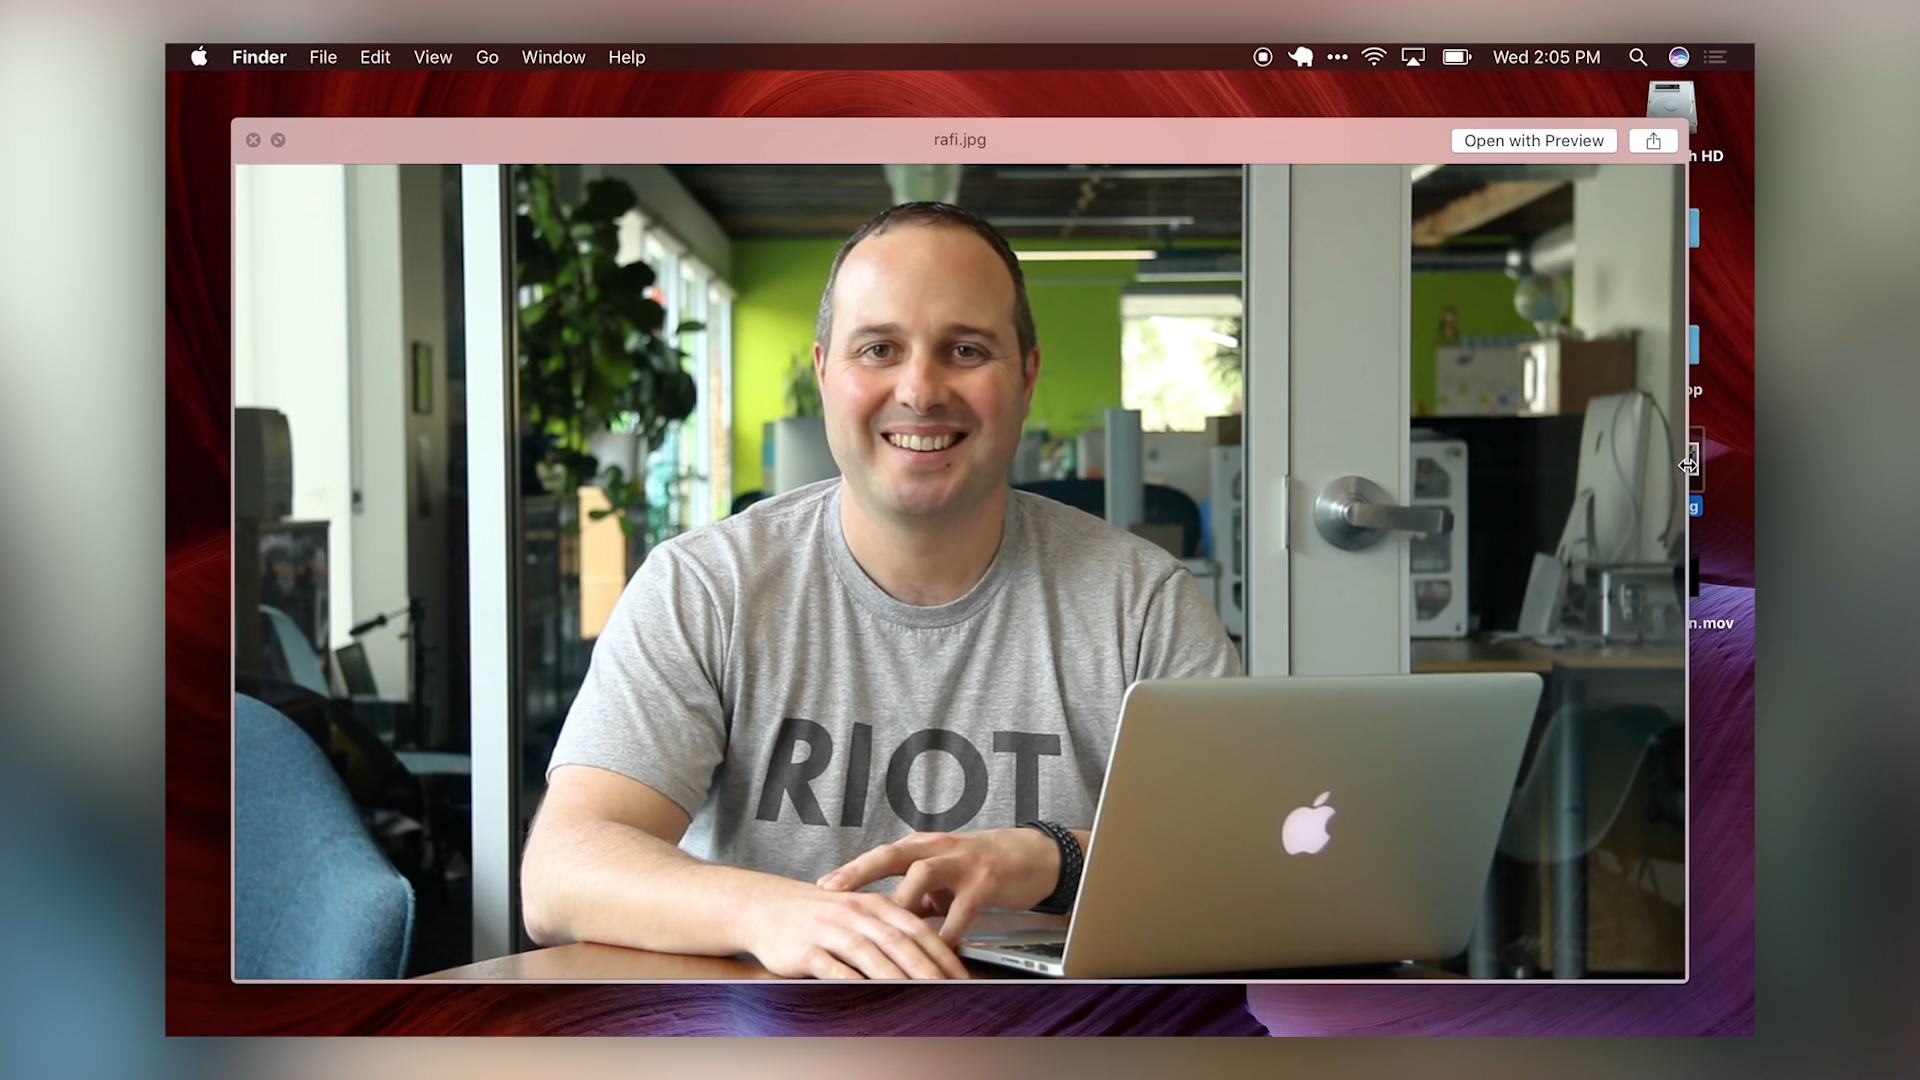 Finder File Edit View Go Window Help Wed 2:05 PM
rafi.jpg Open with Preview
h HD
op
g
n.mov
RIOT